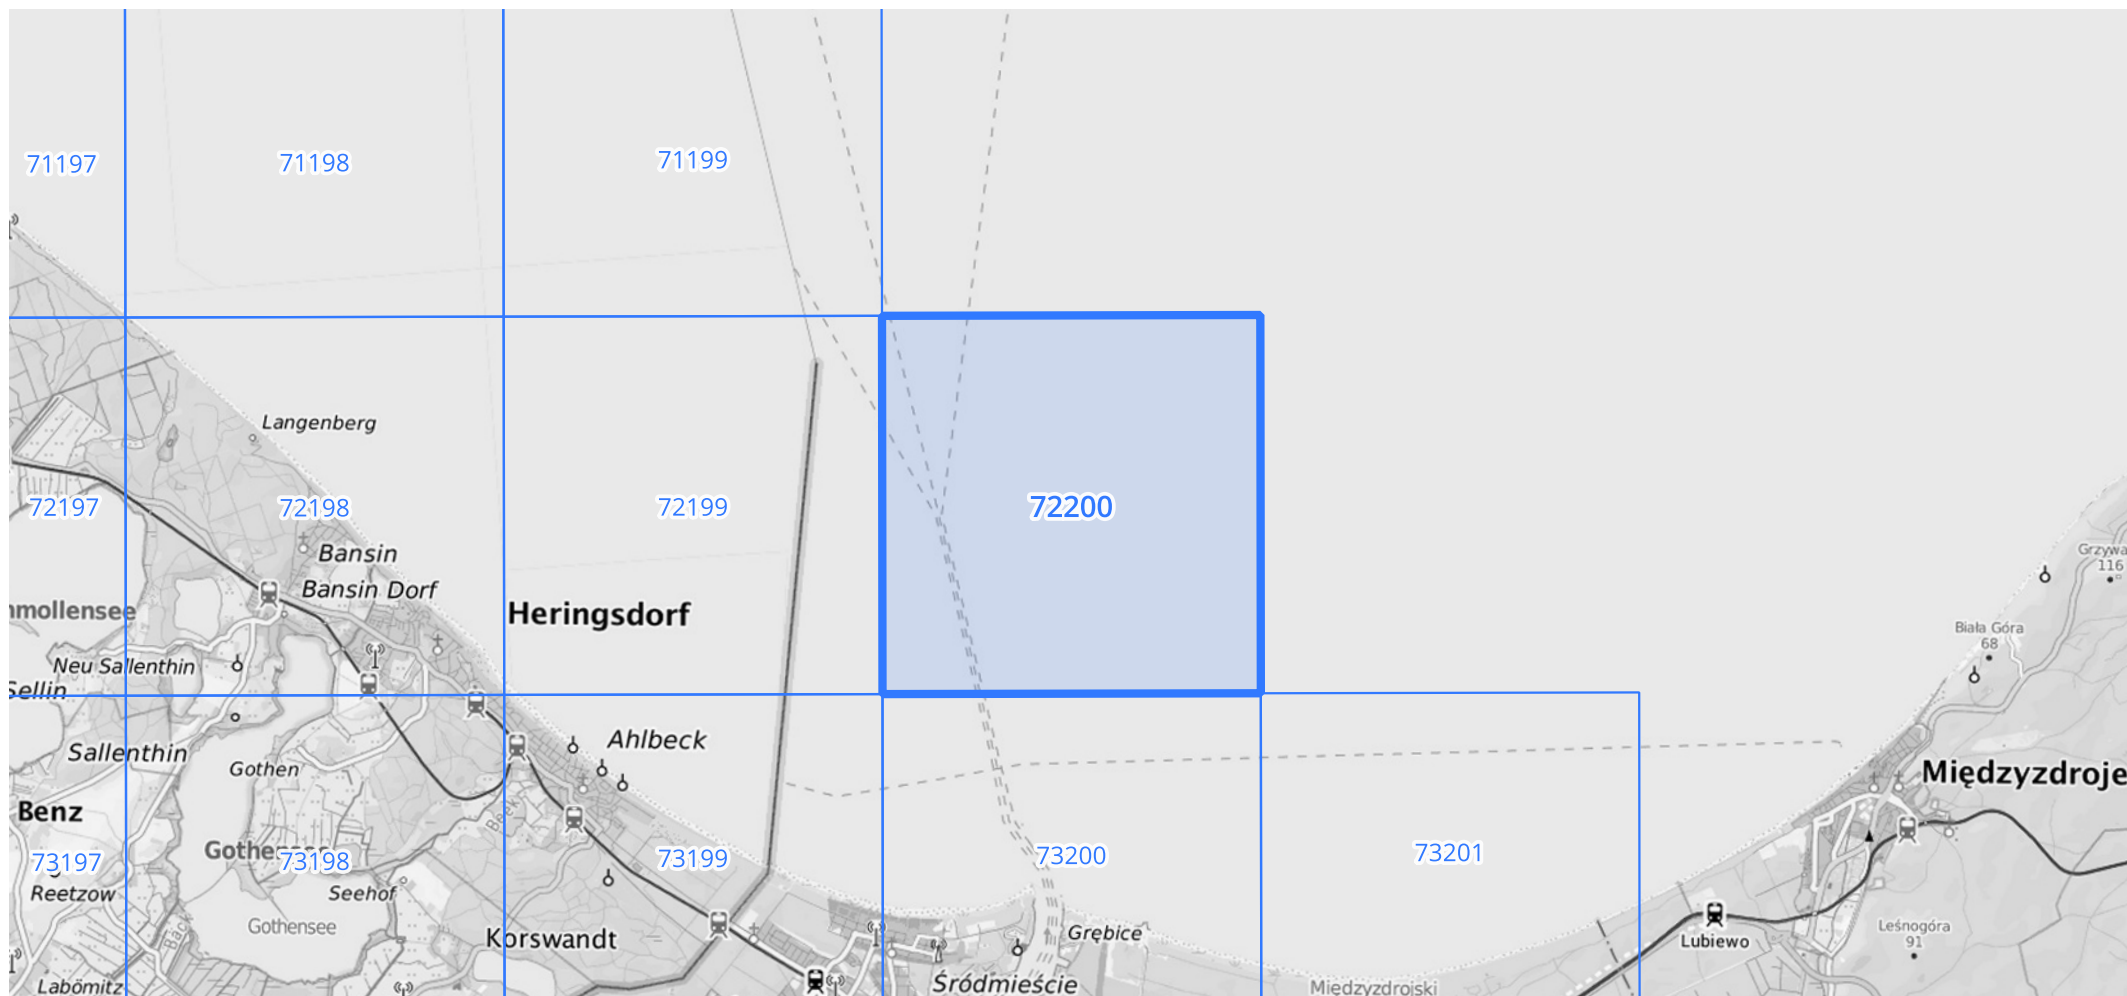 71197
71198
71199
Langenberg
72197
72198
72199
72200
Bansin
Bansin Dorf
Grzywa
116
mollensee
Heringsdorf
Biała Góra
68
Neu Sallenthin
Sellin
Ahlbeck
Sallenthin
Gothen
Międzyzdroje
Benz
Beek
73197
73198
73199
73200
73201
Reetzow
Seehof
Gothensee
Korswandt
Grębice
Lubiewo
Leśnogóra
91
Labömitz
Śródmieście
Międzyzdrojski